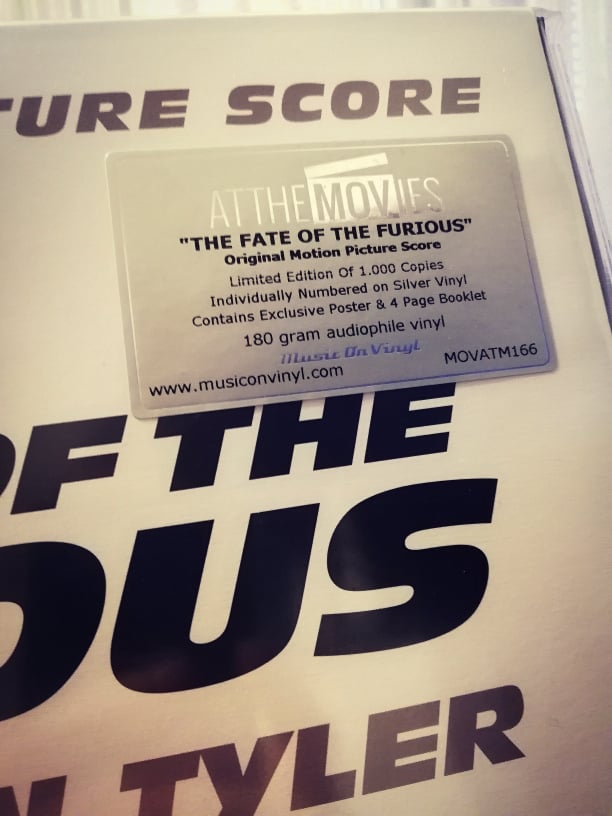 TURE SCORE
ATTHEMOVIES
"THE FATE OF THE FURIOUS"
Original Motion Picture Score
Limited Edition Of 1.000 Copies
Individually Numbered on Silver Vinyl
Contains Exclusive Poster & 4 Page Booklet
180 gram audiophile vinyl
Music On Vinyl
www.musiconvinyl.com
MOVATM166
OF THE
OUS
N TYLER